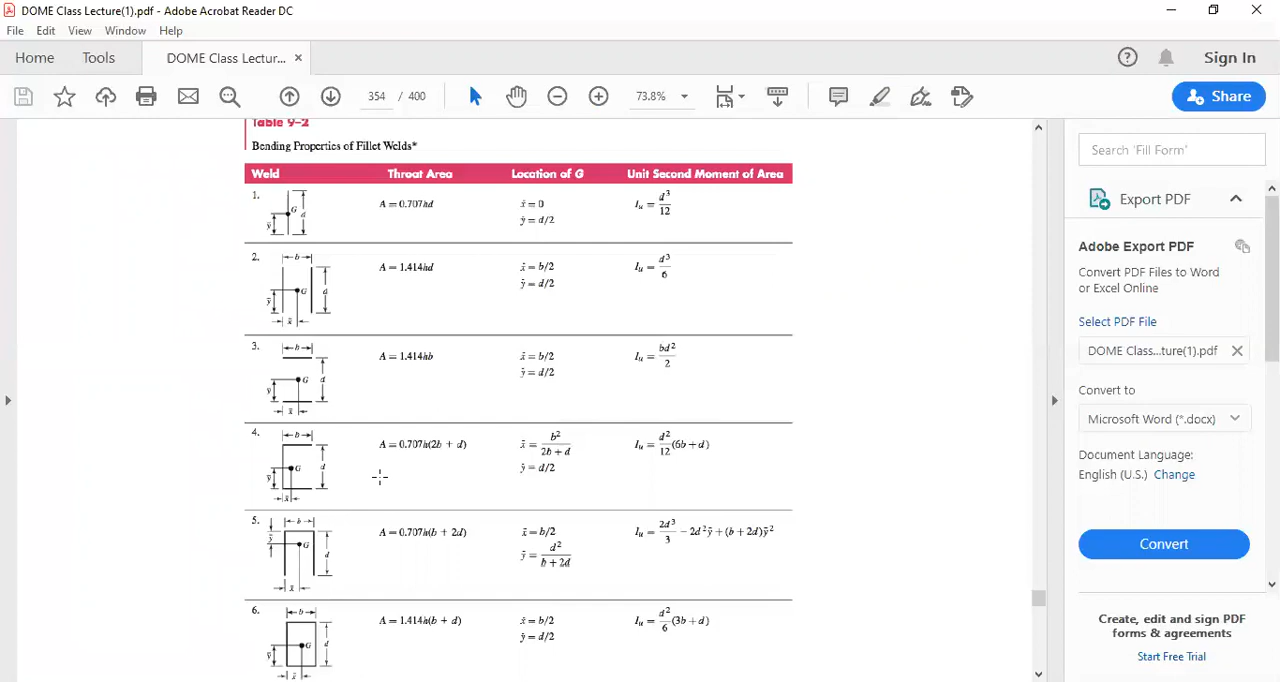 DOME Class Lecture(1).pdf - Adobe Acrobat Reader DC
File Edit View Window Help
Home Tools DOME Class Lectur... × Sign In
354 / 400 73.8% Share
Table 9–2
Bending Properties of Fillet Welds*
Weld Throat Area Location of G Unit Second Moment of Area
1. G d ȳ A = 0.707hd x̄ = 0 I_u = d³/12
ȳ = d/2
2. b G d ȳ x̄ A = 1.414hd x̄ = b/2 I_u = d³/6
ȳ = d/2
3. b G d ȳ x̄ A = 1.414hb x̄ = b/2 I_u = bd²/2
ȳ = d/2
4. b G d ȳ x̄ A = 0.707h(2b + d) x̄ = b²/(2b + d) I_u = d²/12 (6b + d)
ȳ = d/2
5. b ȳ G d x̄ A = 0.707h(b + 2d) x̄ = b/2 I_u = 2d³/3 − 2d²ȳ + (b + 2d)ȳ²
ȳ = d²/(b + 2d)
6. b G d ȳ x̄ A = 1.414h(b + d) x̄ = b/2 I_u = d²/6 (3b + d)
ȳ = d/2
Search 'Fill Form'
Export PDF
Adobe Export PDF
Convert PDF Files to Word
or Excel Online
Select PDF File
DOME Class...ture(1).pdf ×
Convert to
Microsoft Word (*.docx)
Document Language:
English (U.S.) Change
Convert
Create, edit and sign PDF
forms & agreements
Start Free Trial